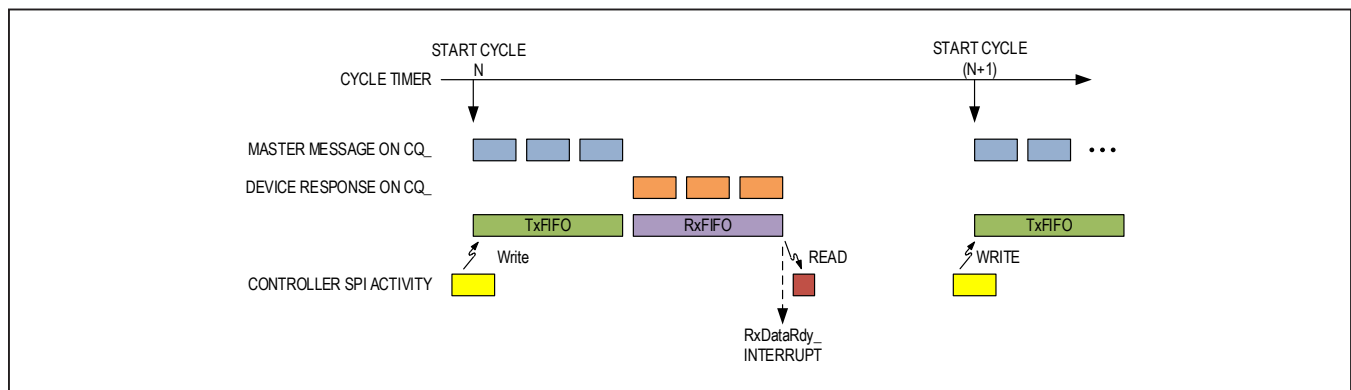 START CYCLE
N
START CYCLE
(N+1)
CYCLE TIMER
MASTER MESSAGE ON CQ_
•••
DEVICE RESPONSE ON CQ_
TxFIFO
RxFIFO
TxFIFO
Write
READ
WRITE
CONTROLLER SPI ACTIVITY
RxDataRdy_
INTERRUPT